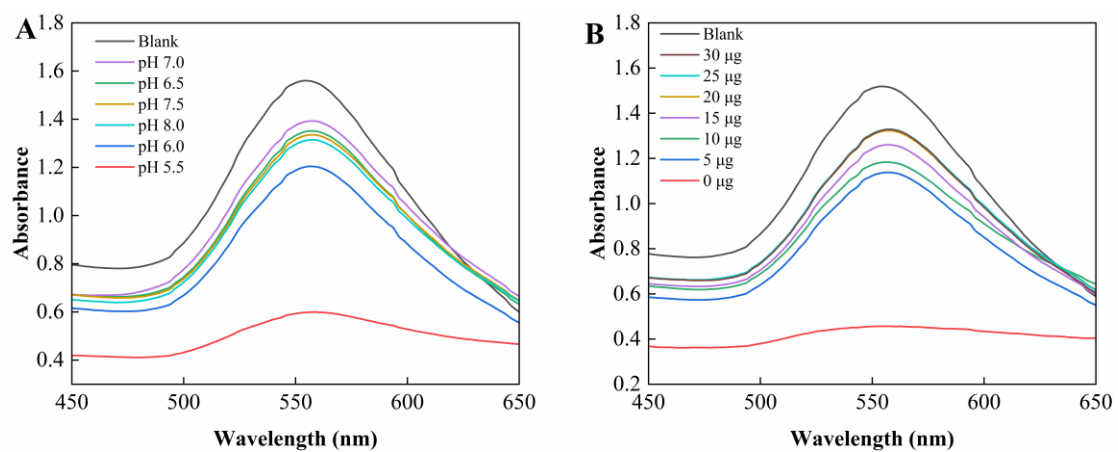 A
Blank
pH 7.0
pH 6.5
pH 7.5
pH 8.0
pH 6.0
pH 5.5
1.8
1.6
1.4
1.2
1.0
0.8
0.6
0.4
450 500 550 600 650
Absorbance
Wavelength (nm)
B
Blank
30 μg
25 μg
20 μg
15 μg
10 μg
5 μg
0 μg
1.8
1.6
1.4
1.2
1.0
0.8
0.6
0.4
0.2
450 500 550 600 650
Absorbance
Wavelength (nm)